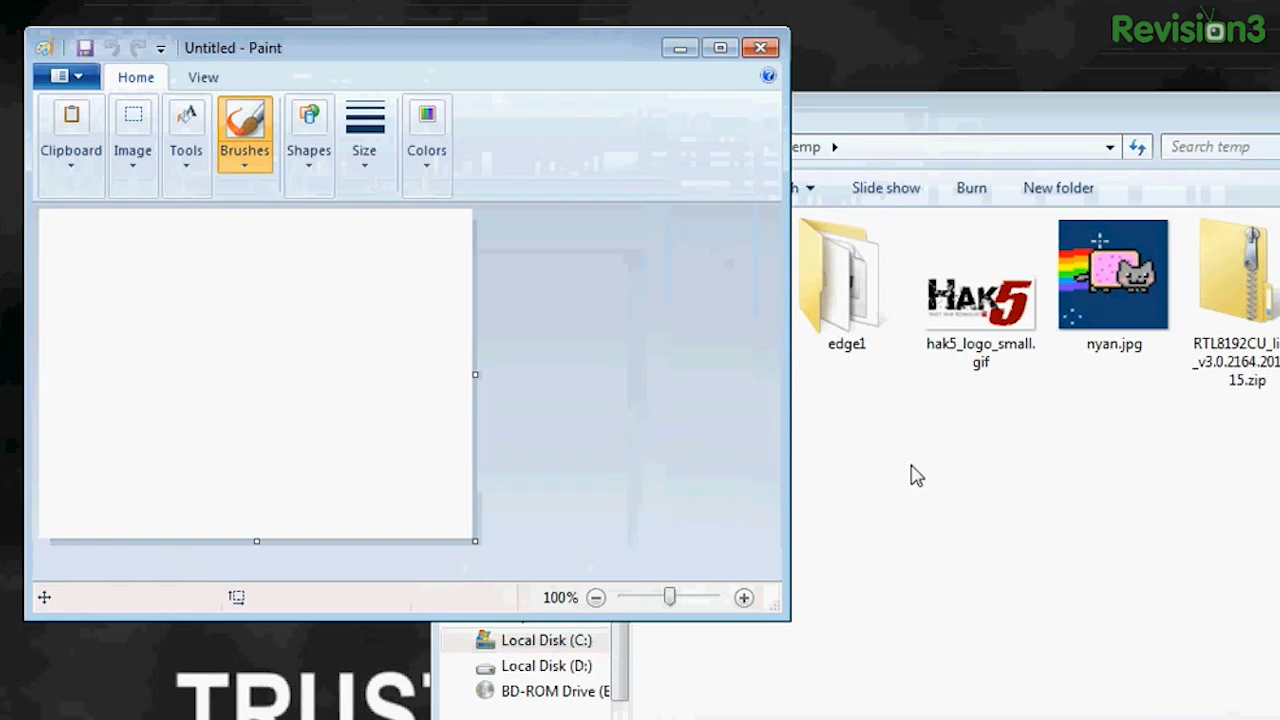 Revision3
Untitled - Paint
Home
View
Clipboard
Image
Tools
Brushes
Shapes
Size
Colors
100%
emp
Search temp
h
Slide show
Burn
New folder
edge1
HAK5
hak5_logo_small.
gif
nyan.jpg
RTL8192CU_li
_v3.0.2164.201
15.zip
Local Disk (C:)
Local Disk (D:)
BD-ROM Drive (E
TRUST